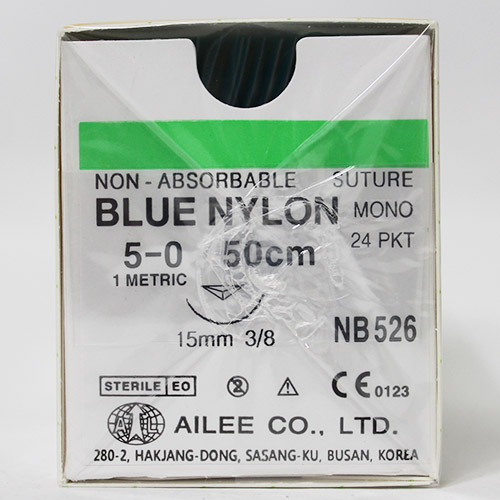 NON - ABSORBABLE SUTURE
BLUE NYLON MONO
5-0 50cm 24 PKT
1 METRIC
15mm 3/8 NB526
STERILE EO 2 CE 0123
AILEE CO., LTD.
280-2, HAKJANG-DONG, SASANG-KU, BUSAN, KOREA